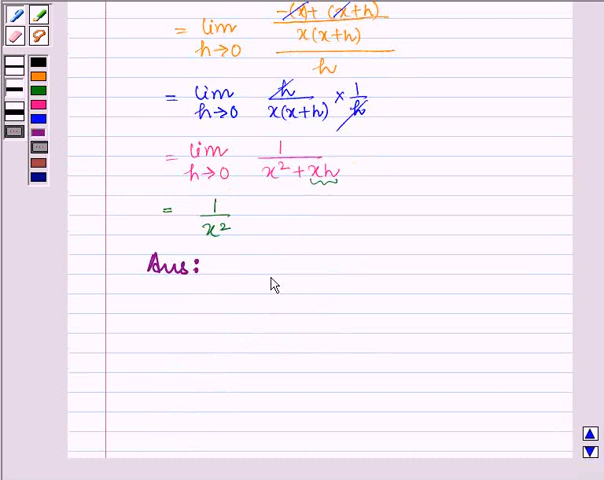 = lim h→0 (-(x) + (x+h) / x(x+h)) / h
= lim h→0 h / x(x+h) × 1/h
= lim h→0 1 / x² + xh
= 1 / x²
Ans: